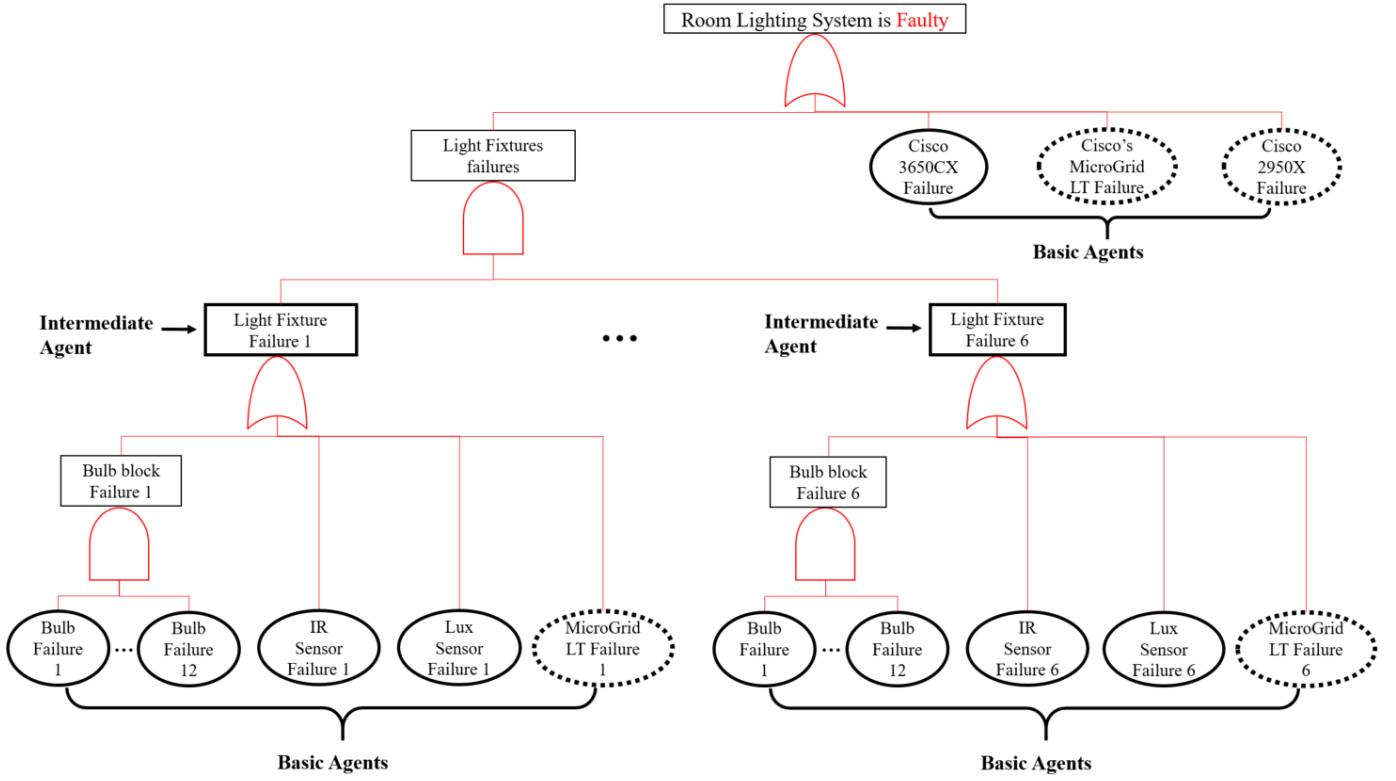 Room Lighting System is Faulty
Light Fixtures
failures
Cisco
3650CX
Failure
Cisco's
MicroGrid
LT Failure
Cisco
2950X
Failure
Basic Agents
Intermediate
Agent
Light Fixture
Failure 1
...
Intermediate
Agent
Light Fixture
Failure 6
Bulb block
Failure 1
Bulb block
Failure 6
Bulb
Failure
1
...
Bulb
Failure
12
IR
Sensor
Failure 1
Lux
Sensor
Failure 1
MicroGrid
LT Failure
1
Bulb
Failure
1
...
Bulb
Failure
12
IR
Sensor
Failure 6
Lux
Sensor
Failure 6
MicroGrid
LT Failure
6
Basic Agents
Basic Agents